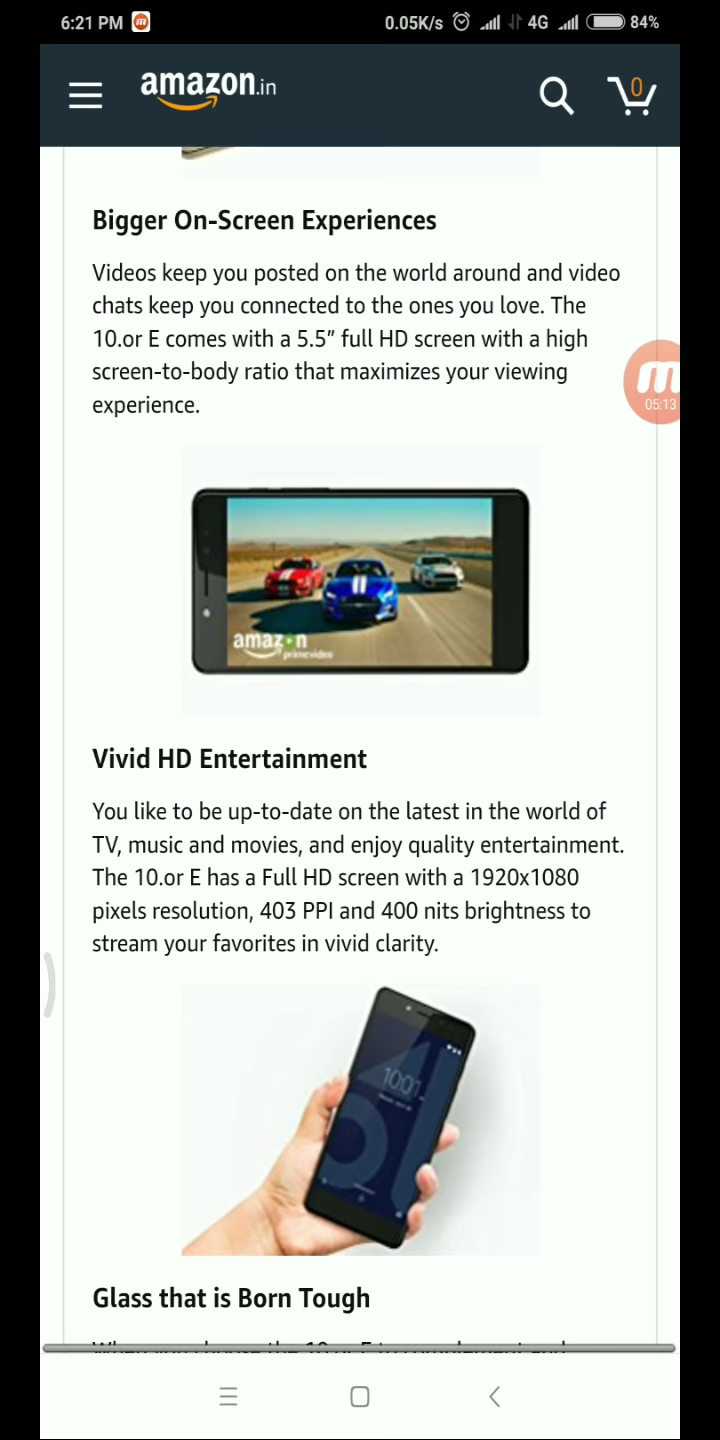 6:21 PM
0.05K/s 4G 84%
amazon.in
0
Bigger On-Screen Experiences
Videos keep you posted on the world around and video
chats keep you connected to the ones you love. The
10.or E comes with a 5.5″ full HD screen with a high
screen-to-body ratio that maximizes your viewing
experience.
05:13
amazon
primevideo
Vivid HD Entertainment
You like to be up-to-date on the latest in the world of
TV, music and movies, and enjoy quality entertainment.
The 10.or E has a Full HD screen with a 1920x1080
pixels resolution, 403 PPI and 400 nits brightness to
stream your favorites in vivid clarity.
10:01
Glass that is Born Tough